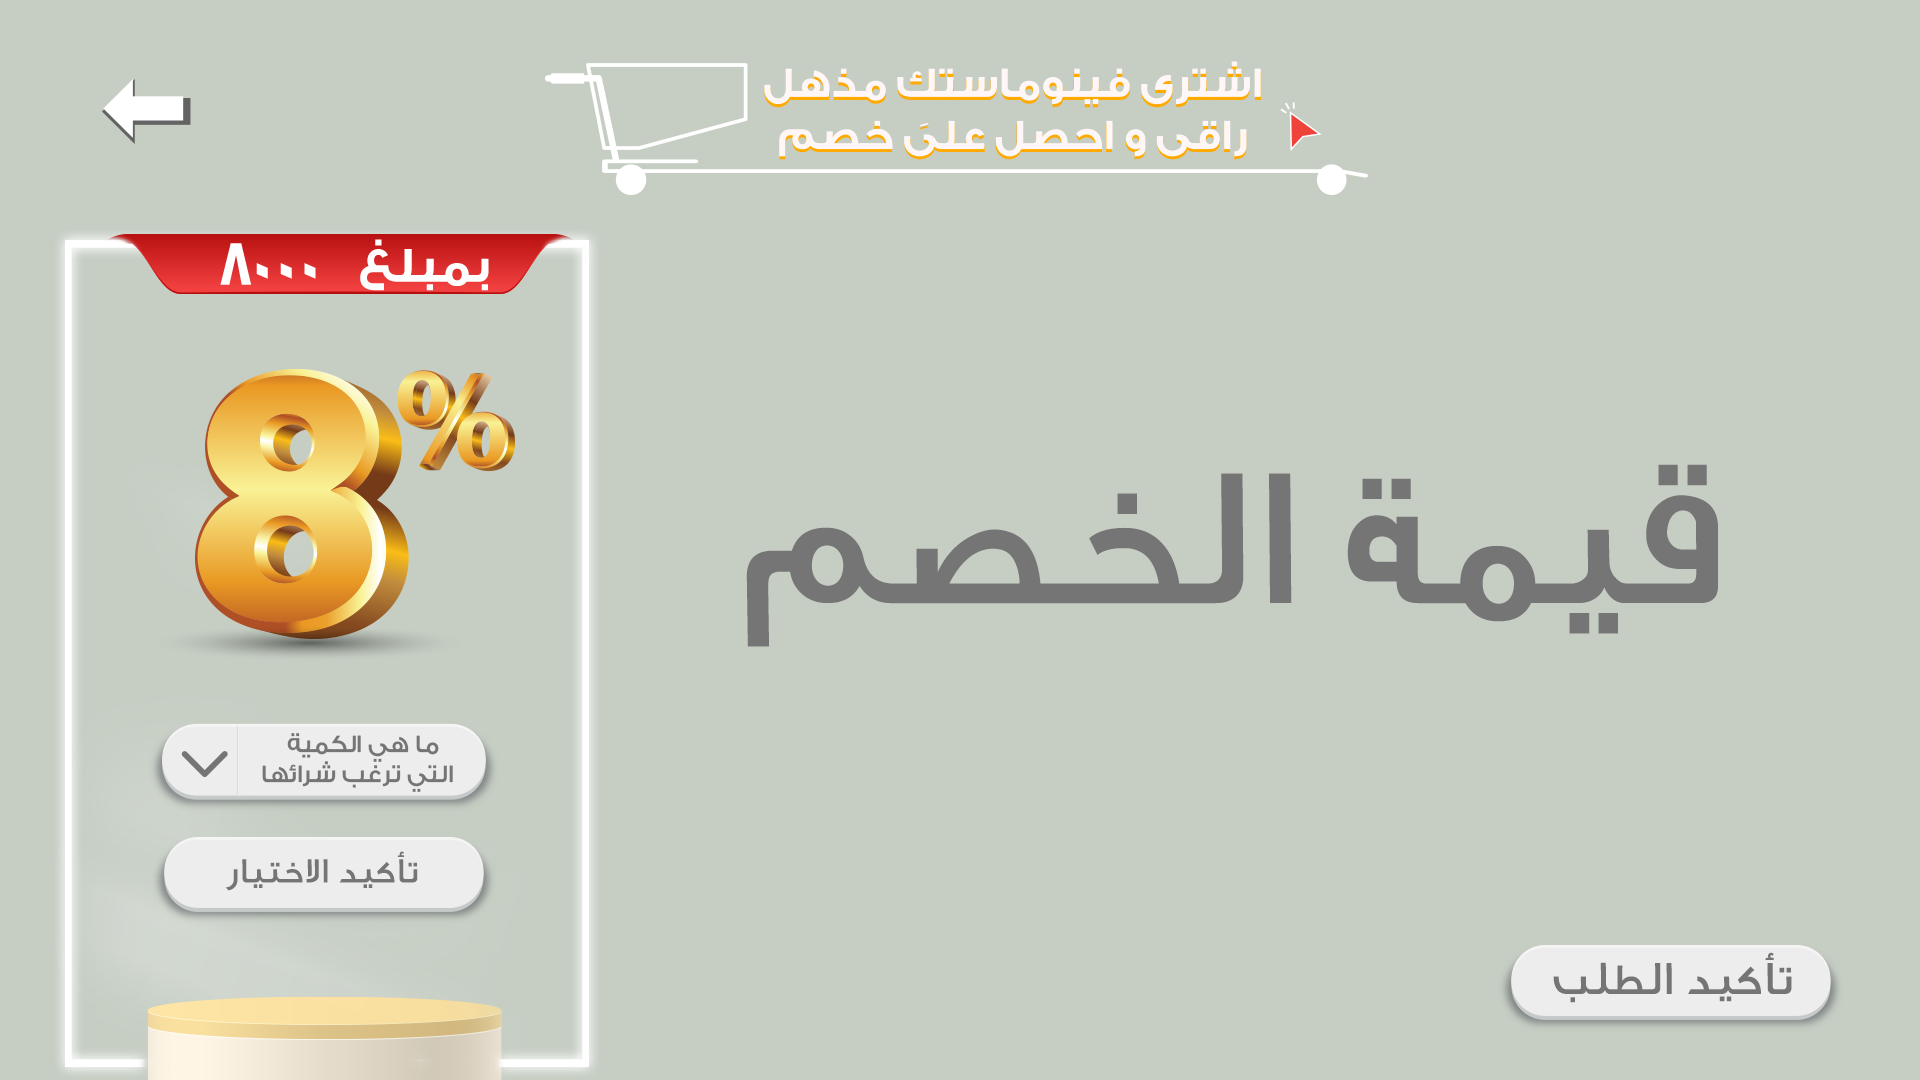 اشترى فينوماستك مذهل
راقى و احصل علىَ خصم
بمبلغ ٨٠٠٠
8%
قيمة الخصم
ما هي الكمية
التي ترغب شرائها
تأكيد الاختيار
تأكيد الطلب